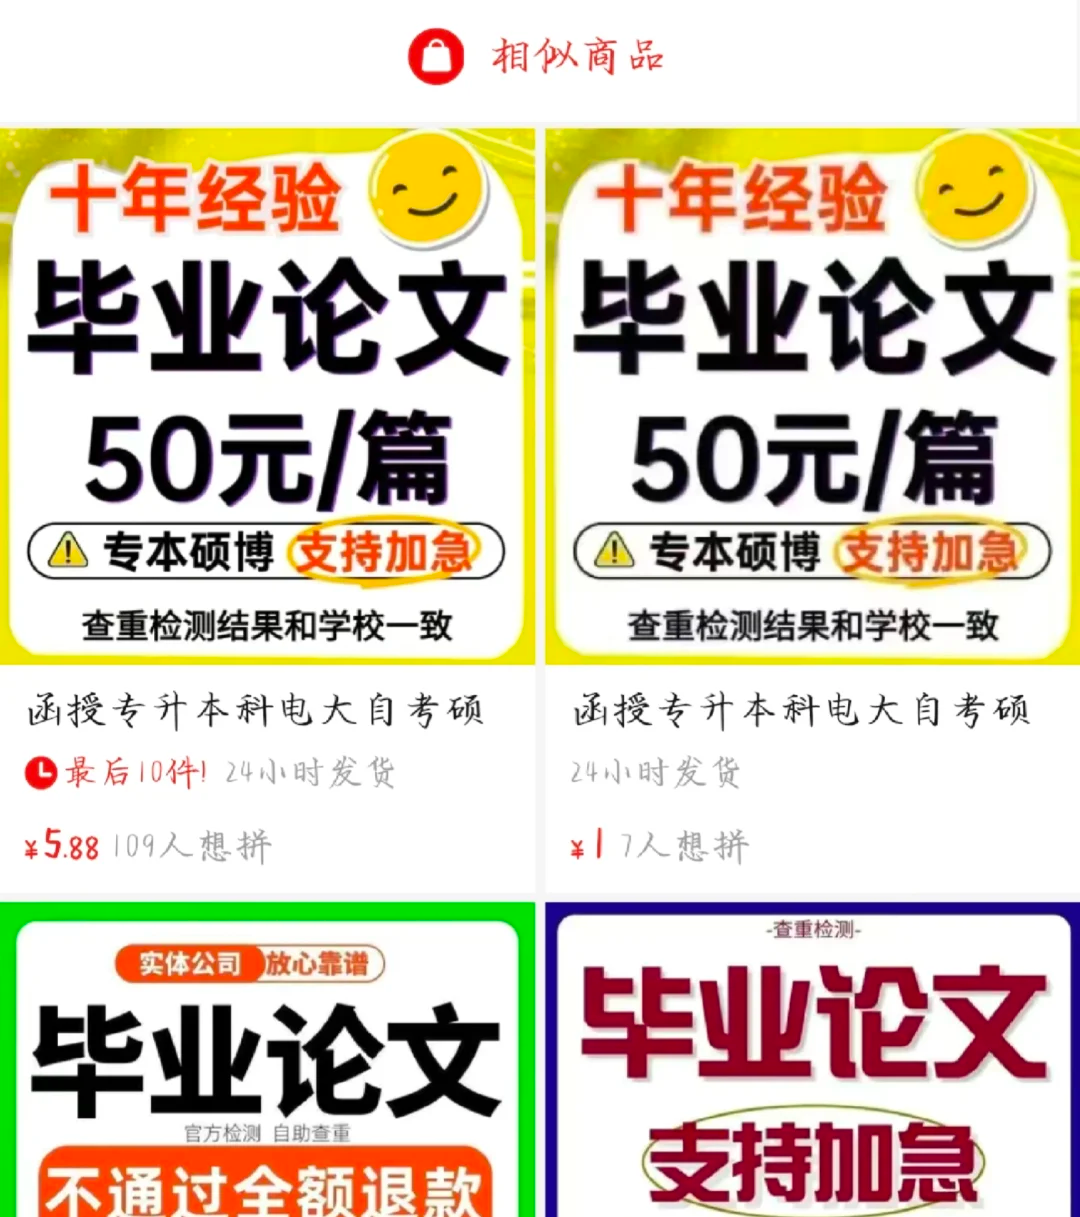 相似商品
十年经验
毕业论文
50元/篇
专本硕博 支持加急
查重检测结果和学校一致
函授专升本科电大自考硕
最后10件! 24小时发货
¥5.88 109人想拼
十年经验
毕业论文
50元/篇
专本硕博 支持加急
查重检测结果和学校一致
函授专升本科电大自考硕
24小时发货
¥1 7人想拼
实体公司 放心靠谱
毕业论文
官方检测 自助查重
不通过全额退款
-查重检测-
毕业论文
支持加急